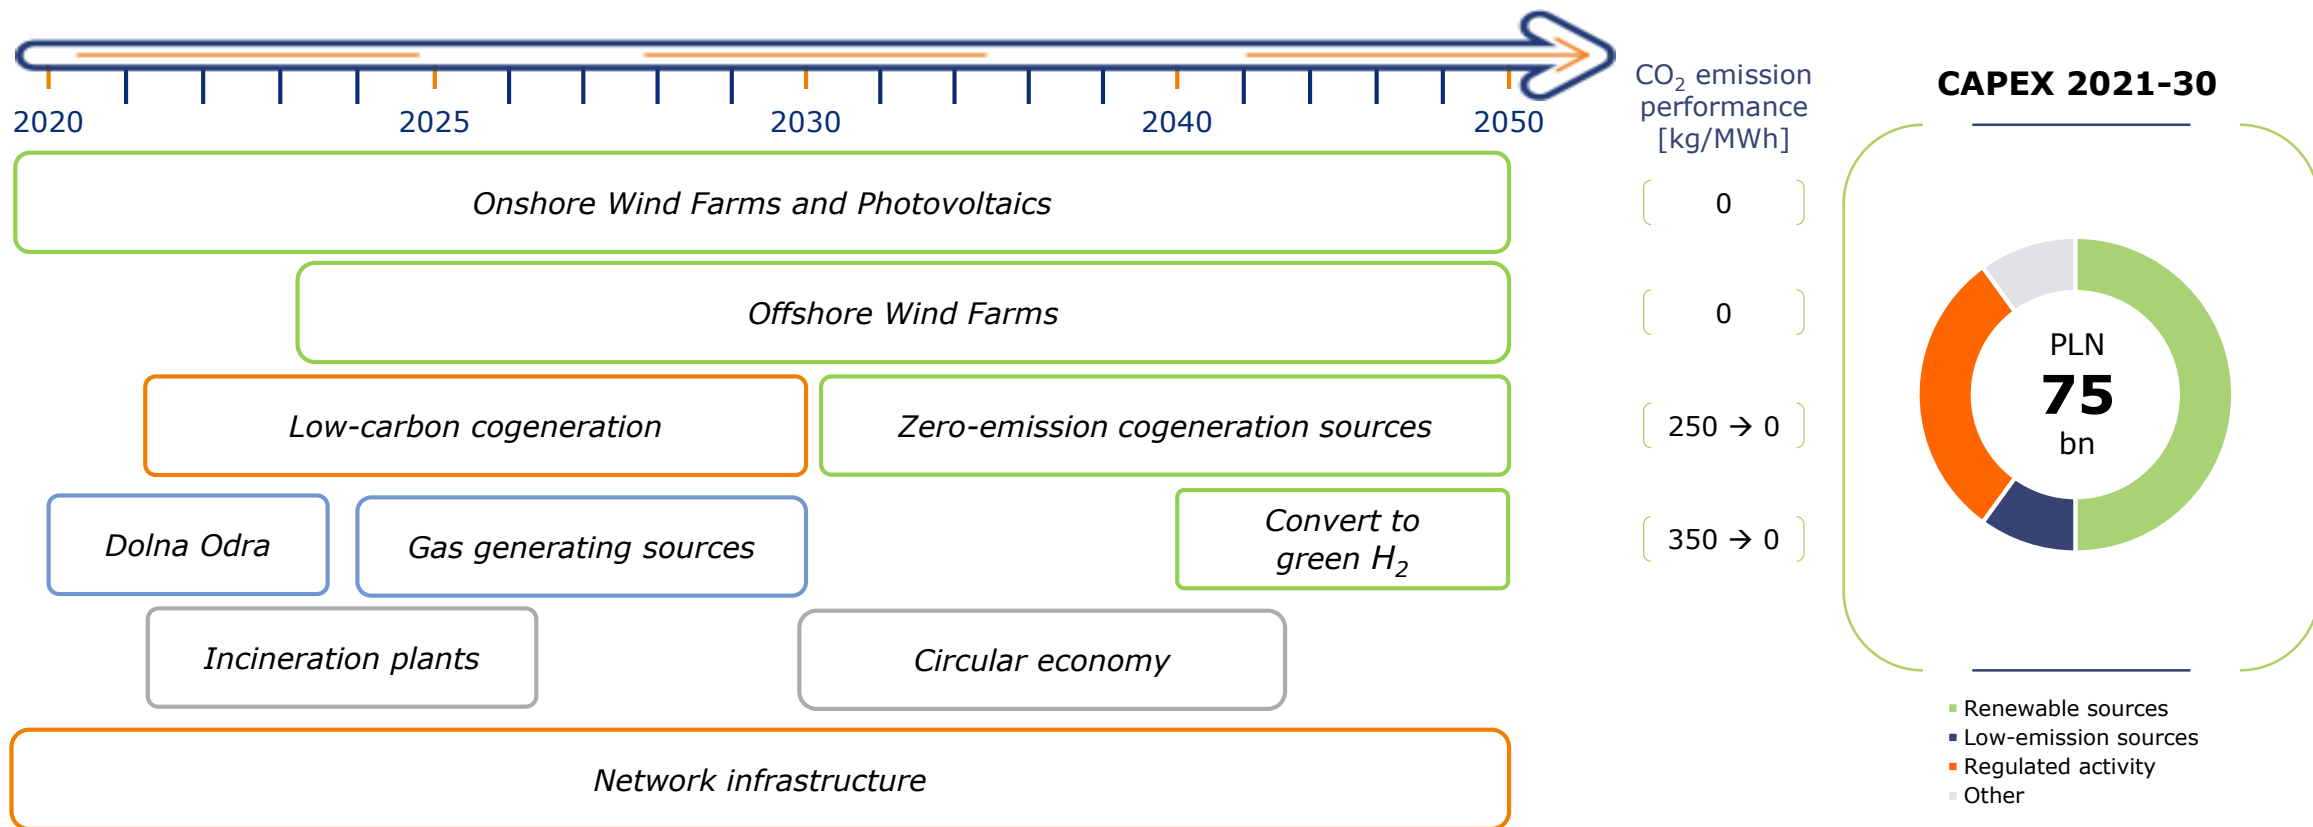 2020
2025
2030
2040
2050
CO2 emission
performance
[kg/MWh]
CAPEX 2021-30
Onshore Wind Farms and Photovoltaics
0
Offshore Wind Farms
0
Low-carbon cogeneration
Zero-emission cogeneration sources
250 → 0
Dolna Odra
Gas generating sources
Convert to
green H2
350 → 0
Incineration plants
Circular economy
Network infrastructure
PLN
75
bn
Renewable sources
Low-emission sources
Regulated activity
Other